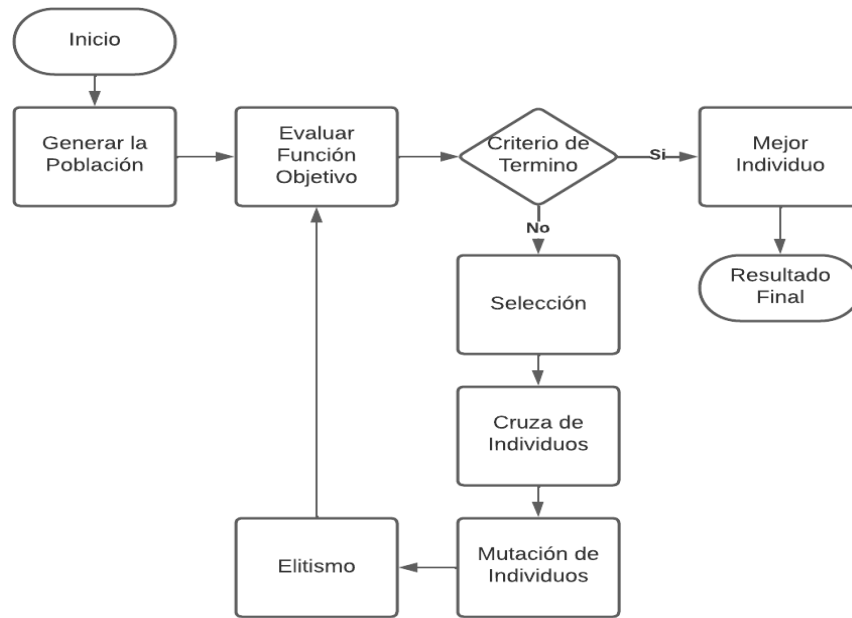 Inicio
Generar la
Población
Evaluar
Función
Objetivo
Criterio de
Termino
Si
Mejor
Individuo
No
Resultado
Final
Selección
Cruza de
Individuos
Elitismo
Mutación de
Individuos